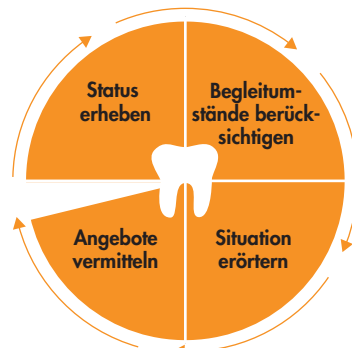 Status
erheben
Begleitum-
stände berück-
sichtigen
Situation
erörtern
Angebote
vermitteln